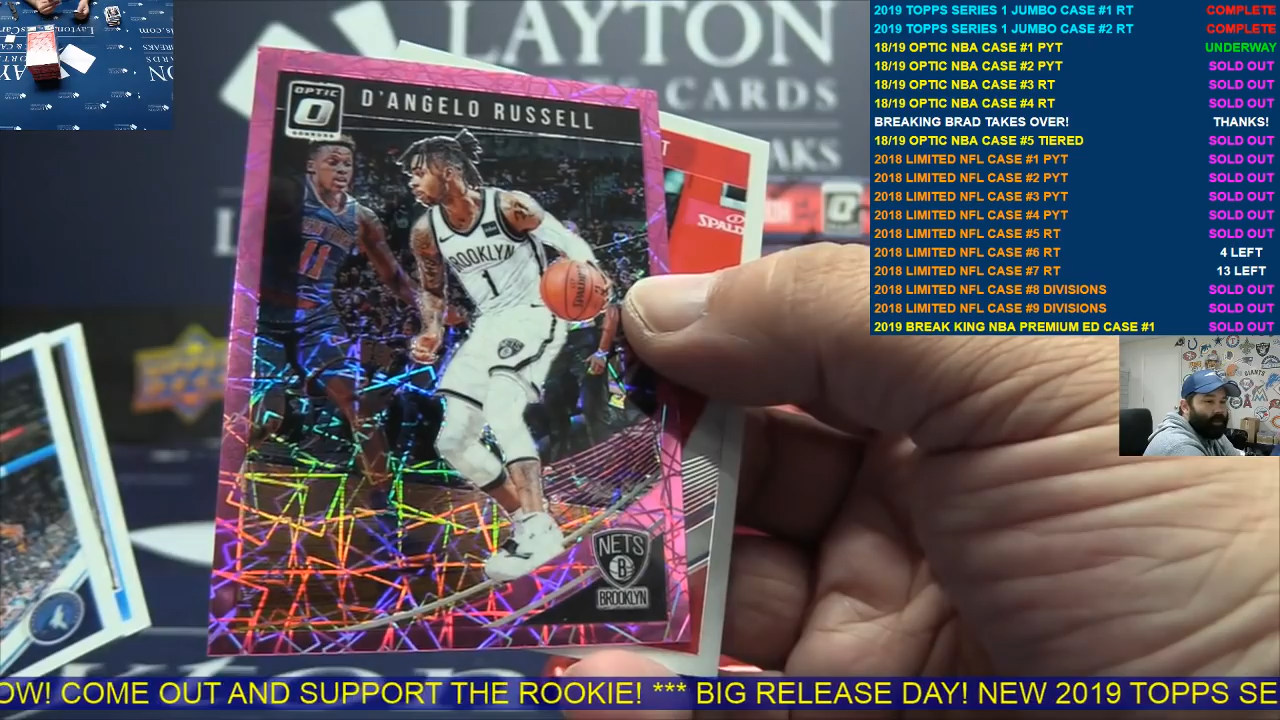 LAYTON
SPORTS CARDS
OPTIC
DONRUSS
D'ANGELO RUSSELL
11
BROOKLYN
1
SPALDING
SPALD
NETS
B
BROOKLYN
2019 TOPPS SERIES 1 JUMBO CASE #1 RT COMPLETE
2019 TOPPS SERIES 1 JUMBO CASE #2 RT COMPLETE
18/19 OPTIC NBA CASE #1 PYT UNDERWAY
18/19 OPTIC NBA CASE #2 PYT SOLD OUT
18/19 OPTIC NBA CASE #3 RT SOLD OUT
18/19 OPTIC NBA CASE #4 RT SOLD OUT
BREAKING BRAD TAKES OVER! THANKS!
18/19 OPTIC NBA CASE #5 TIERED SOLD OUT
2018 LIMITED NFL CASE #1 PYT SOLD OUT
2018 LIMITED NFL CASE #2 PYT SOLD OUT
2018 LIMITED NFL CASE #3 PYT SOLD OUT
2018 LIMITED NFL CASE #4 PYT SOLD OUT
2018 LIMITED NFL CASE #5 RT SOLD OUT
2018 LIMITED NFL CASE #6 RT 4 LEFT
2018 LIMITED NFL CASE #7 RT 13 LEFT
2018 LIMITED NFL CASE #8 DIVISIONS SOLD OUT
2018 LIMITED NFL CASE #9 DIVISIONS SOLD OUT
2019 BREAK KING NBA PREMIUM ED CASE #1 SOLD OUT
GIANTS
OW! COME OUT AND SUPPORT THE ROOKIE! *** BIG RELEASE DAY! NEW 2019 TOPPS SE